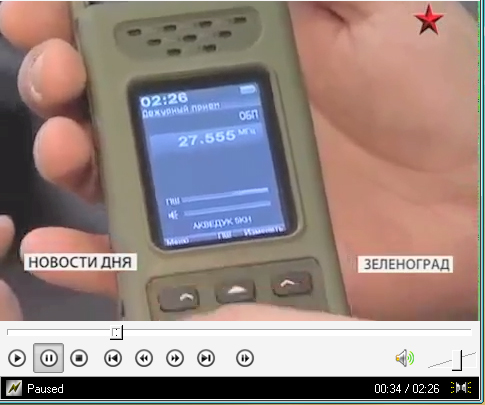 02:26
Дежурный прием
ОБП
27.555 МГц
ПШ
АКВЕДУК 5КН
Меню ПШ Изменить
НОВОСТИ ДНЯ
ЗЕЛЕНОГРАД
Paused
00:34 / 02:26